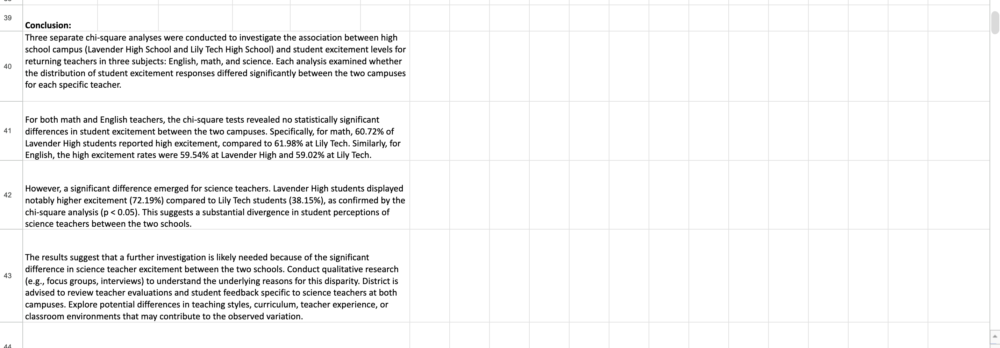 39
Conclusion:
40
Three separate chi-square analyses were conducted to investigate the association between high
school campus (Lavender High School and Lily Tech High School) and student excitement levels for
returning teachers in three subjects: English, math, and science. Each analysis examined whether
the distribution of student excitement responses differed significantly between the two campuses
for each specific teacher.
41
For both math and English teachers, the chi-square tests revealed no statistically significant
differences in student excitement between the two campuses. Specifically, for math, 60.72% of
Lavender High students reported high excitement, compared to 61.98% at Lily Tech. Similarly, for
English, the high excitement rates were 59.54% at Lavender High and 59.02% at Lily Tech.
42
However, a significant difference emerged for science teachers. Lavender High students displayed
notably higher excitement (72.19%) compared to Lily Tech students (38.15%), as confirmed by the
chi-square analysis (p < 0.05). This suggests a substantial divergence in student perceptions of
science teachers between the two schools.
43
The results suggest that a further investigation is likely needed because of the significant
difference in science teacher excitement between the two schools. Conduct qualitative research
(e.g., focus groups, interviews) to understand the underlying reasons for this disparity. District is
advised to review teacher evaluations and student feedback specific to science teachers at both
campuses. Explore potential differences in teaching styles, curriculum, teacher experience, or
classroom environments that may contribute to the observed variation.
44